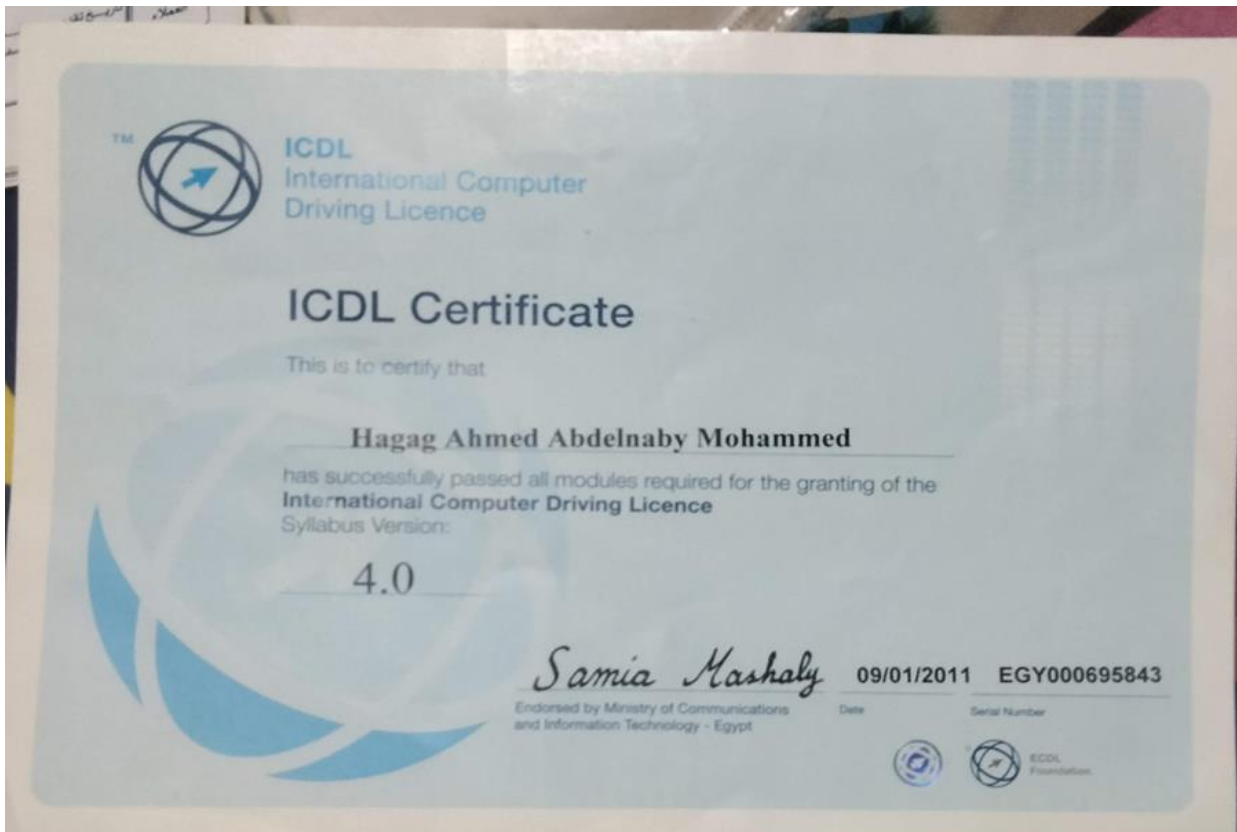 TM
ICDL
International Computer
Driving Licence
ICDL Certificate
This is to certify that
Hagag Ahmed Abdelnaby Mohammed
has successfully passed all modules required for the granting of the
International Computer Driving Licence
Syllabus Version:
4.0
Samia Mashaly
09/01/2011 EGY000695843
Endorsed by Ministry of Communications
and Information Technology - Egypt
Date
Serial Number
ECDL
Foundation